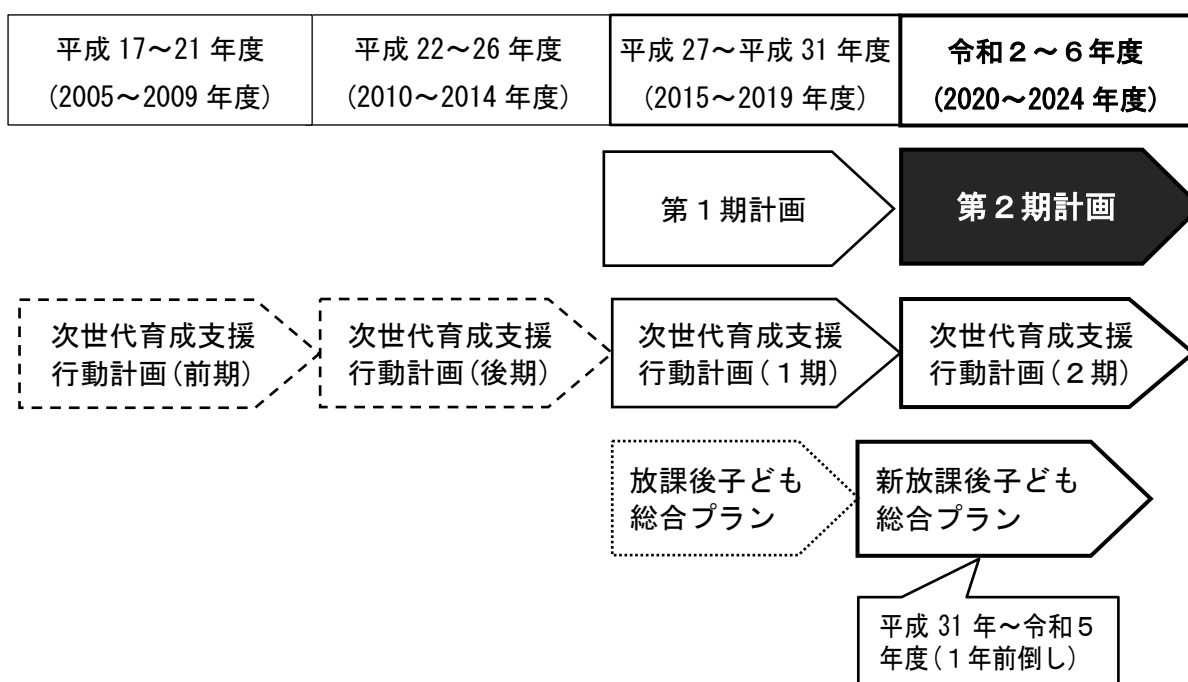 平成 17～21 年度
(2005～2009 年度)
平成 22～26 年度
(2010～2014 年度)
平成 27～平成 31 年度
(2015～2019 年度)
令和２～６年度
(2020～2024 年度)
第１期計画
第２期計画
次世代育成支援
行動計画(前期)
次世代育成支援
行動計画(後期)
次世代育成支援
行動計画(１期)
次世代育成支援
行動計画(２期)
放課後子ども
総合プラン
新放課後子ども
総合プラン
平成 31 年～令和５
年度(１年前倒し)